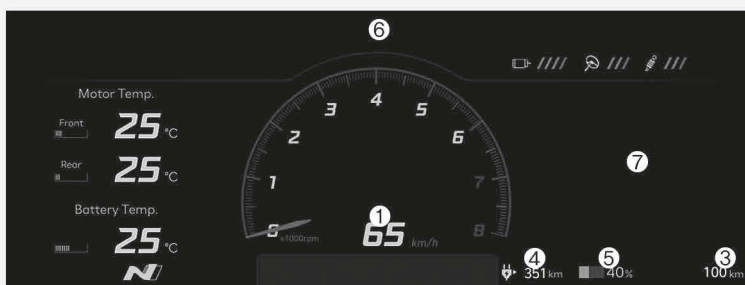 6
Motor Temp.
Front 25 °C
Rear 25 °C
Battery Temp.
25 °C
N
0 1 2 3 4 5 6 7 8
x1000rpm
1
65 km/h
7
4
351 km
5
40%
3
100 km